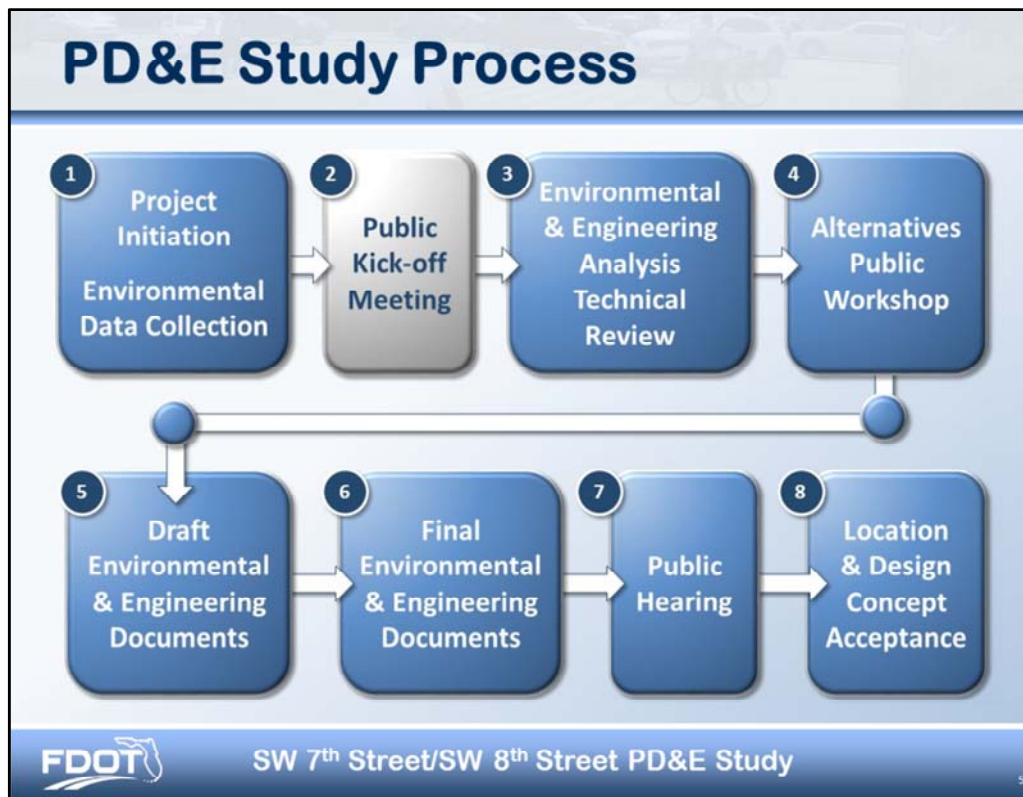 PD&E Study Process
1
Project
Initiation
Environmental
Data Collection
2
Public
Kick-off
Meeting
3
Environmental
& Engineering
Analysis
Technical
Review
4
Alternatives
Public
Workshop
5
Draft
Environmental
& Engineering
Documents
6
Final
Environmental
& Engineering
Documents
7
Public
Hearing
8
Location
& Design
Concept
Acceptance
FDOT
SW 7th Street/SW 8th Street PD&E Study
5